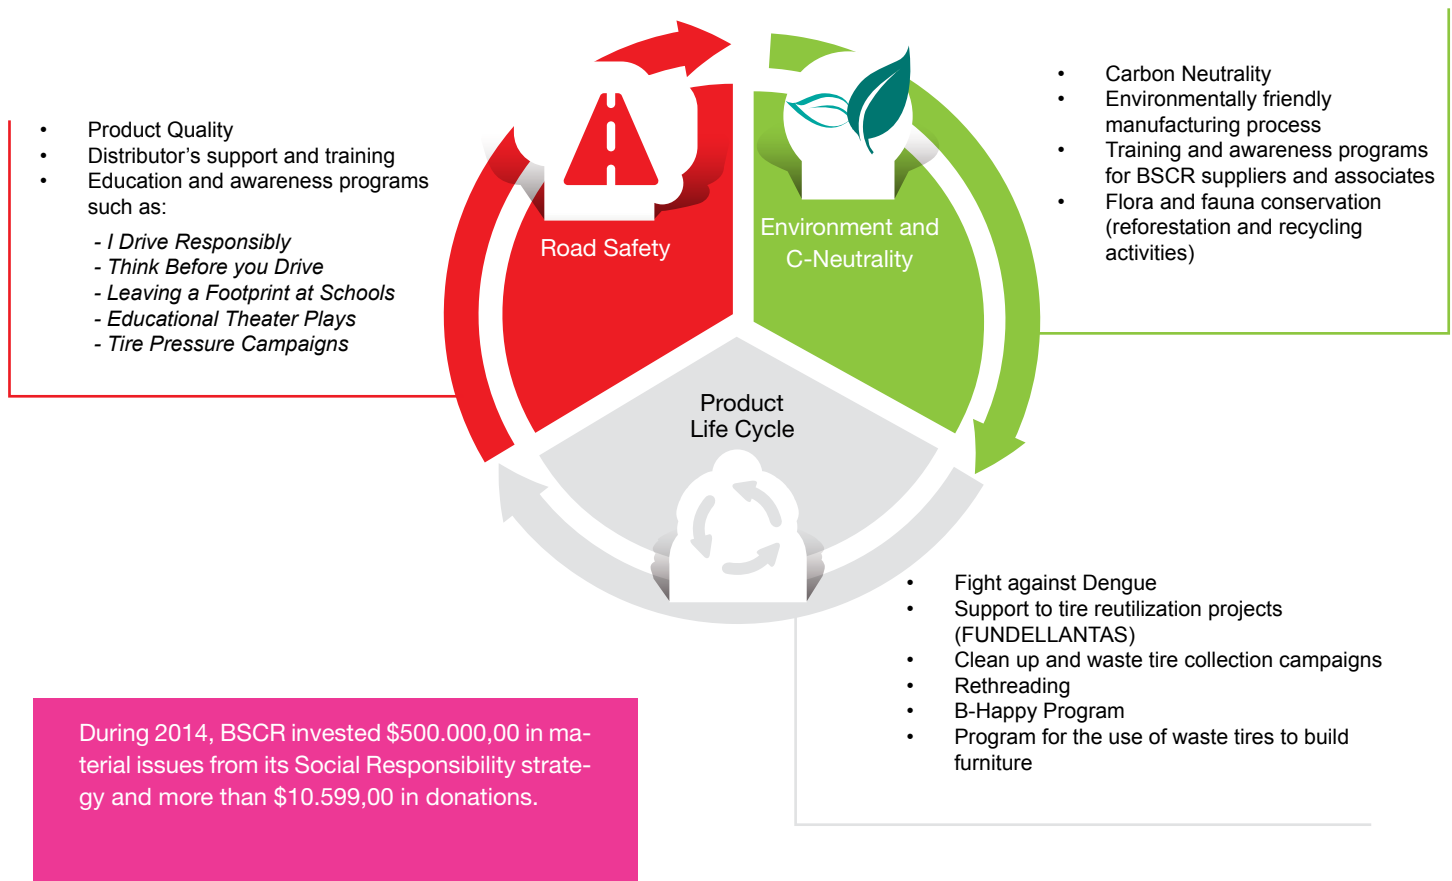 • Product Quality
• Distributor's support and training
• Education and awareness programs
such as:
- I Drive Responsibly
- Think Before you Drive
- Leaving a Footprint at Schools
- Educational Theater Plays
- Tire Pressure Campaigns
Road Safety
Environment and
C-Neutrality
• Carbon Neutrality
• Environmentally friendly
manufacturing process
• Training and awareness programs
for BSCR suppliers and associates
• Flora and fauna conservation
(reforestation and recycling
activities)
Product
Life Cycle
• Fight against Dengue
• Support to tire reutilization projects
(FUNDELLANTAS)
• Clean up and waste tire collection campaigns
• Rethreading
• B-Happy Program
• Program for the use of waste tires to build
furniture
During 2014, BSCR invested $500.000,00 in ma-
terial issues from its Social Responsibility strate-
gy and more than $10.599,00 in donations.